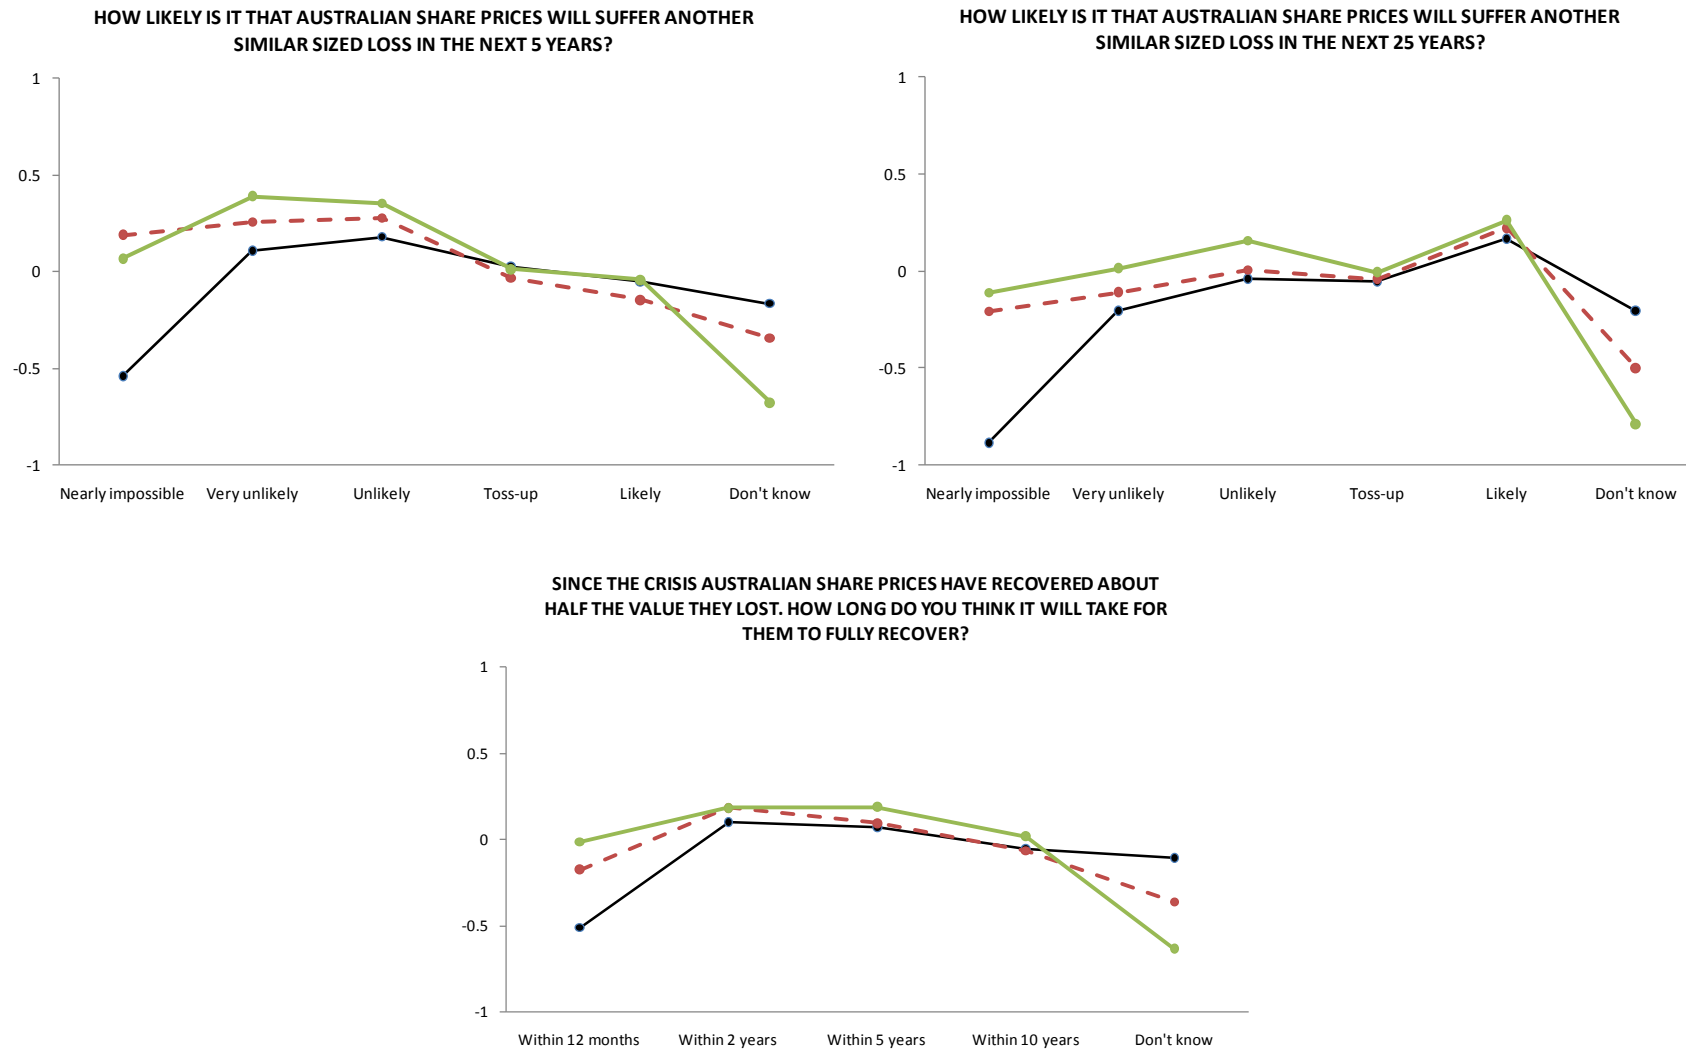 HOW LIKELY IS IT THAT AUSTRALIAN SHARE PRICES WILL SUFFER ANOTHER
SIMILAR SIZED LOSS IN THE NEXT 5 YEARS?
1
0.5
0
-0.5
-1
Nearly impossible Very unlikely Unlikely Toss-up Likely Don't know
HOW LIKELY IS IT THAT AUSTRALIAN SHARE PRICES WILL SUFFER ANOTHER
SIMILAR SIZED LOSS IN THE NEXT 25 YEARS?
1
0.5
0
-0.5
-1
Nearly impossible Very unlikely Unlikely Toss-up Likely Don't know
SINCE THE CRISIS AUSTRALIAN SHARE PRICES HAVE RECOVERED ABOUT
HALF THE VALUE THEY LOST. HOW LONG DO YOU THINK IT WILL TAKE FOR
THEM TO FULLY RECOVER?
1
0.5
0
-0.5
-1
Within 12 months Within 2 years Within 5 years Within 10 years Don't know